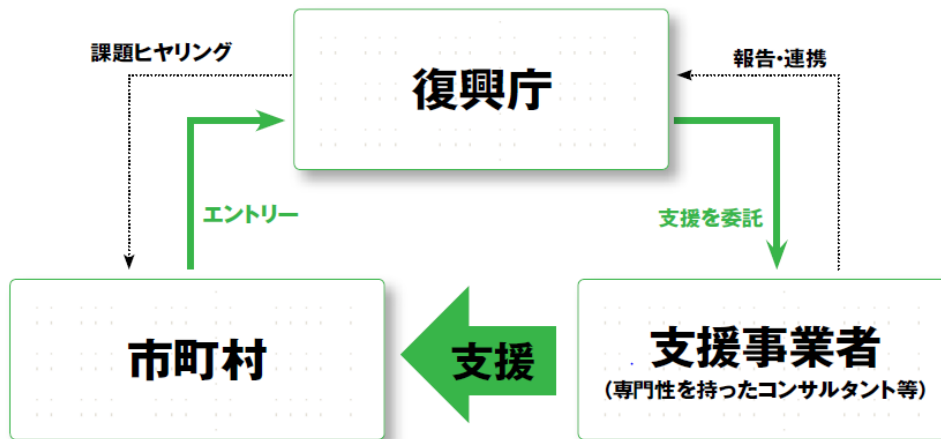 課題ヒヤリング
報告・連携
復興庁
エントリー
支援を委託
市町村
支援
支援事業者
(専門性を持ったコンサルタント等)